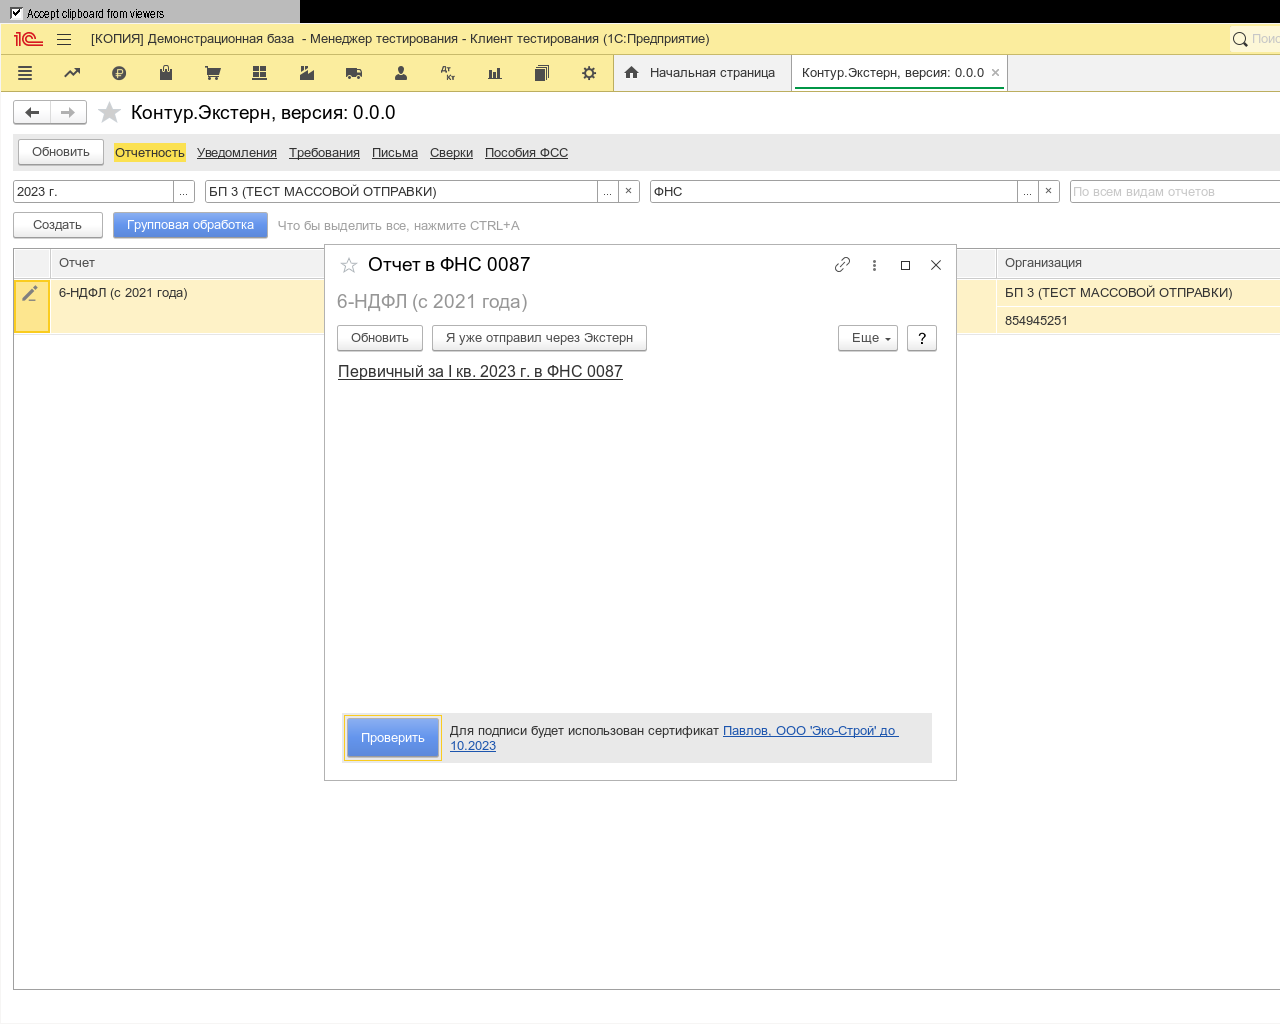 Accept clipboard from viewers
[КОПИЯ] Демонстрационная база - Менеджер тестирования - Клиент тестирования (1С:Предприятие)
Начальная страница
Контур.Экстерн, версия: 0.0.0
Контур.Экстерн, версия: 0.0.0
Обновить Отчетность Уведомления Требования Письма Сверки Пособия ФСС
2023 г. ... БП 3 (ТЕСТ МАССОВОЙ ОТПРАВКИ) ... × ФНС ... × По всем видам отчетов
Создать Групповая обработка Что бы выделить все, нажмите CTRL+A
Отчет Организация
6-НДФЛ (с 2021 года) БП 3 (ТЕСТ МАССОВОЙ ОТПРАВКИ)
854945251
Отчет в ФНС 0087
6-НДФЛ (с 2021 года)
Обновить Я уже отправил через Экстерн Еще ?
Первичный за I кв. 2023 г. в ФНС 0087
Проверить
Для подписи будет использован сертификат Павлов, ООО 'Эко-Строй' до
10.2023